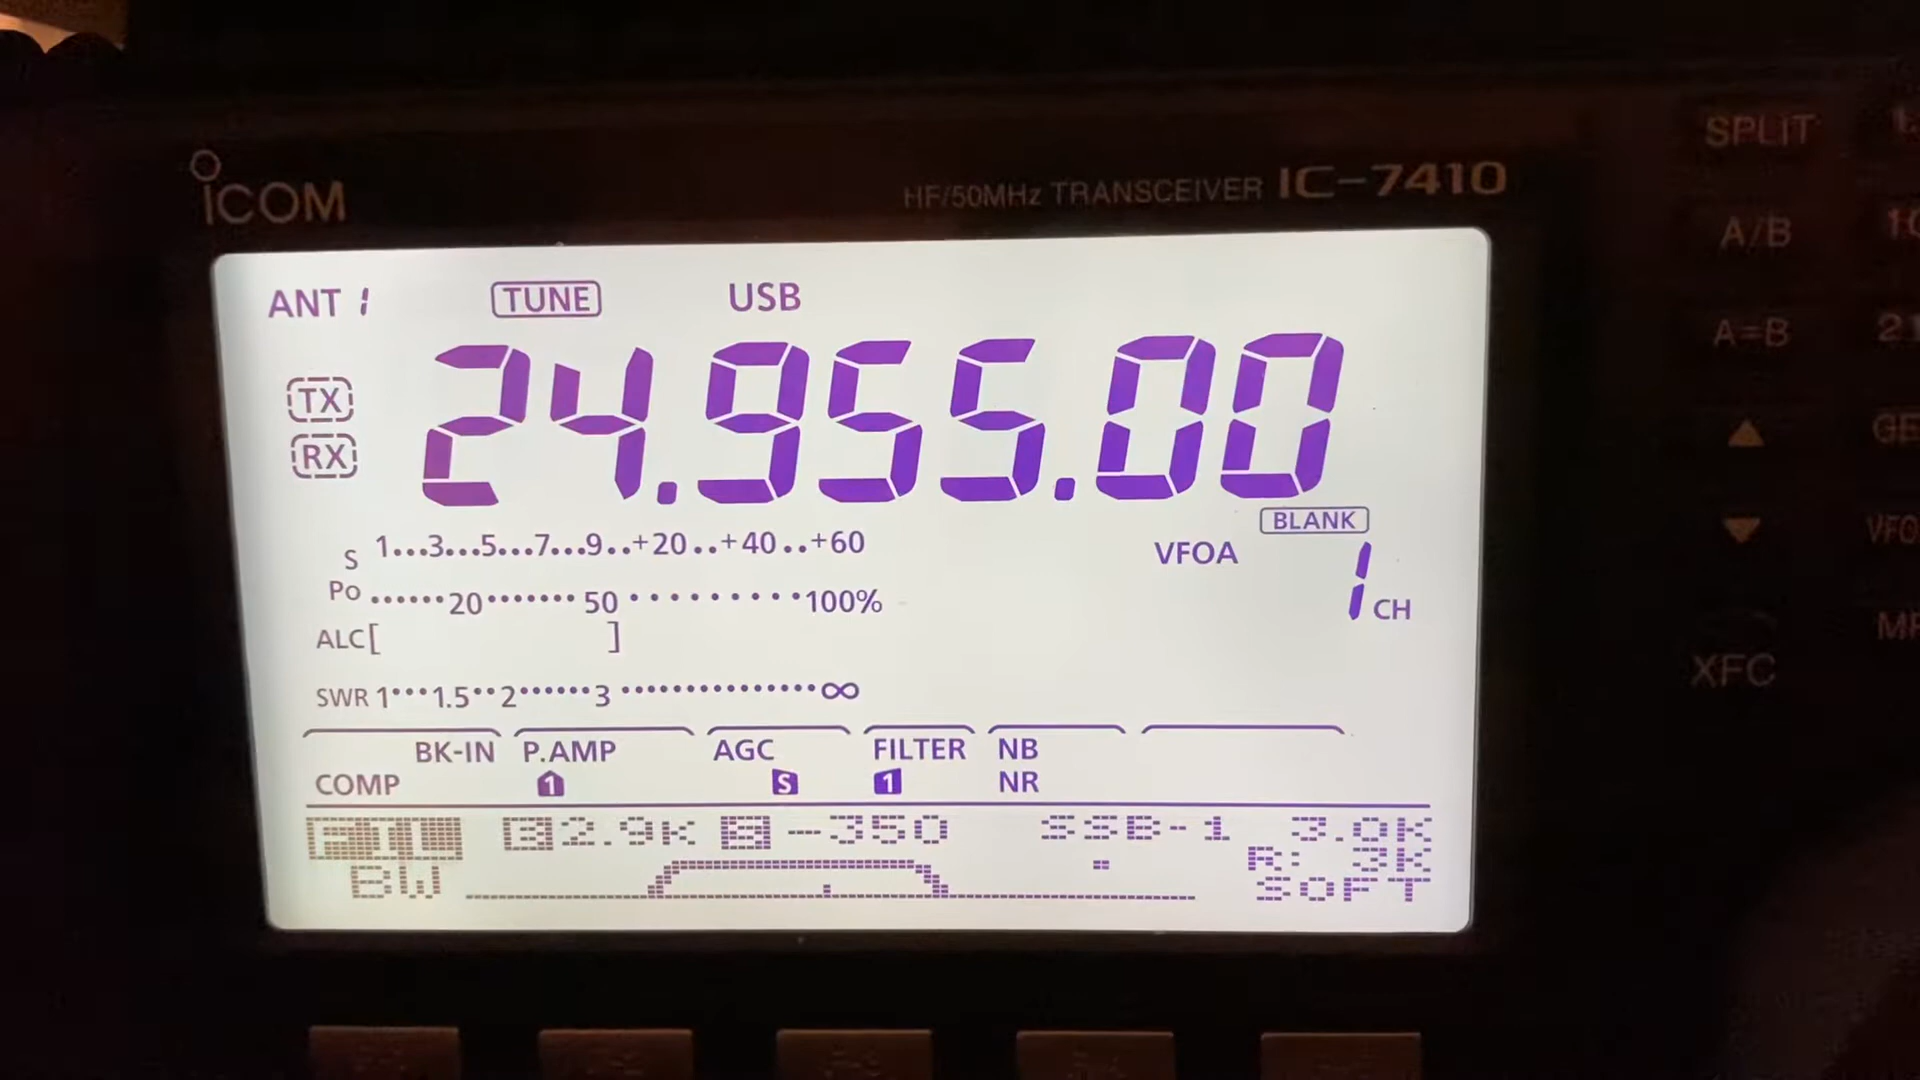 ICOM
HF/50MHz TRANSCEIVER IC-7410
ANT 1 TUNE USB
TX
RX
24.955.00
BLANK
S 1...3...5...7...9..+20..+40..+60
VFOA
1 CH
Po ......20.......50.........100%
ALC[ ]
SWR 1...1.5..2......3...............∞
BK-IN P.AMP AGC FILTER NB
COMP 1 S 1 NR
FIL B 2.9K S -350 SSB-1 3.0K
BW
R: 3K
SOFT
SPLIT
A/B
A=B
XFC